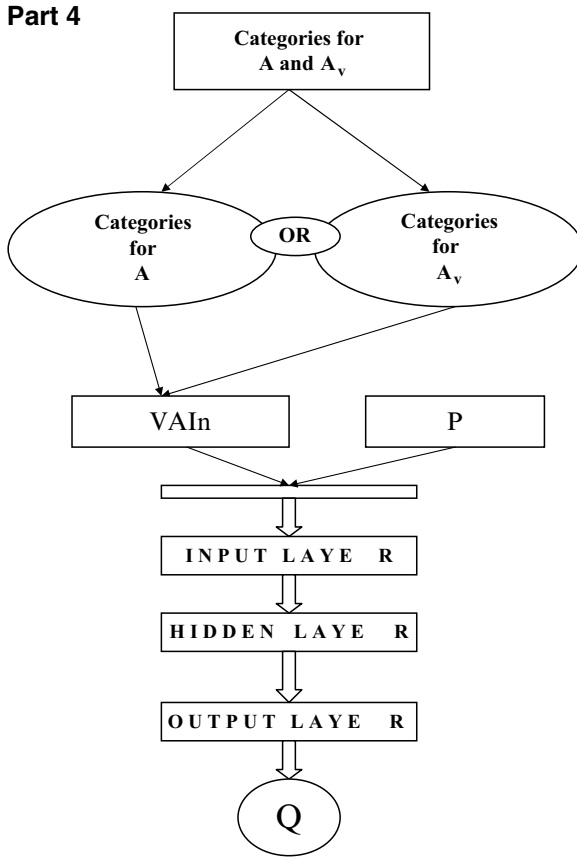 Part 4
Categories for
A and Aᵥ
Categories
for
A
OR
Categories
for
Aᵥ
VAIn
P
INPUT LAYE R
HIDDEN LAYE R
OUTPUT LAYE R
Q